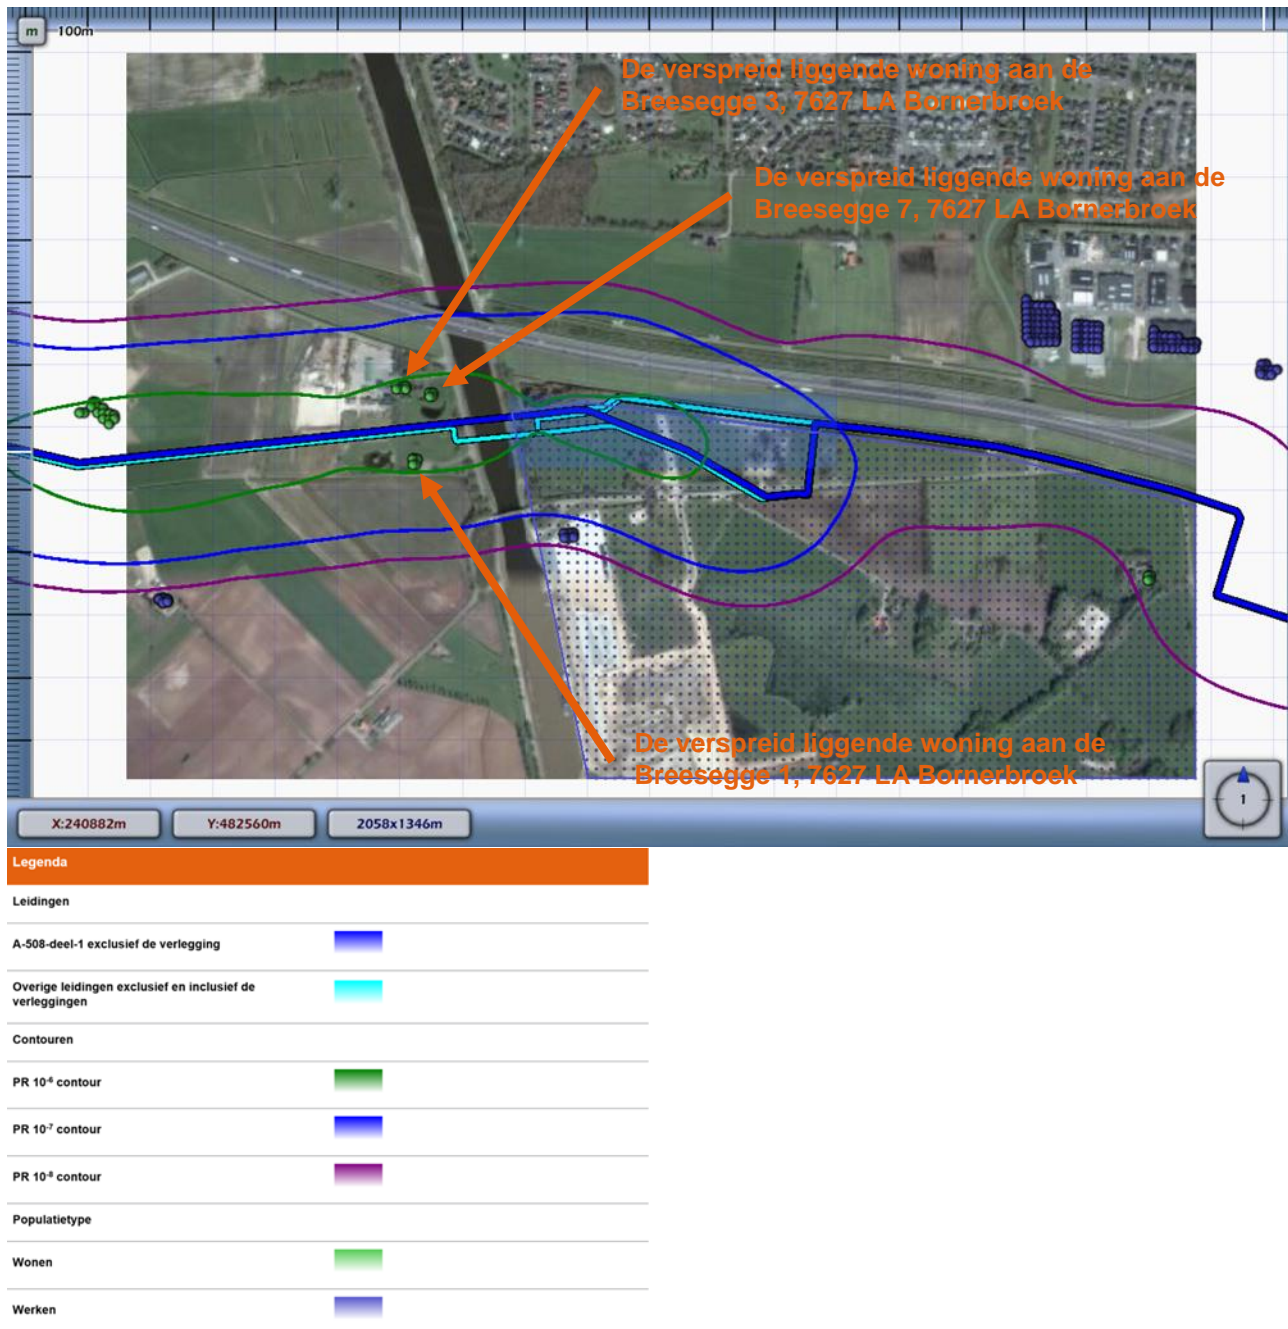 m 100m
De verspreid liggende woning aan de
Breesegge 3, 7627 LA Bornerbroek
De verspreid liggende woning aan de
Breesegge 7, 7627 LA Bornerbroek
De verspreid liggende woning aan de
Breesegge 1, 7627 LA Bornerbroek
1
X:240882m Y:482560m 2058x1346m
Legenda
Leidingen
A-508-deel-1 exclusief de verlegging
Overige leidingen exclusief en inclusief de
verleggingen
Contouren
PR 10⁻⁶ contour
PR 10⁻⁷ contour
PR 10⁻⁸ contour
Populatietype
Wonen
Werken